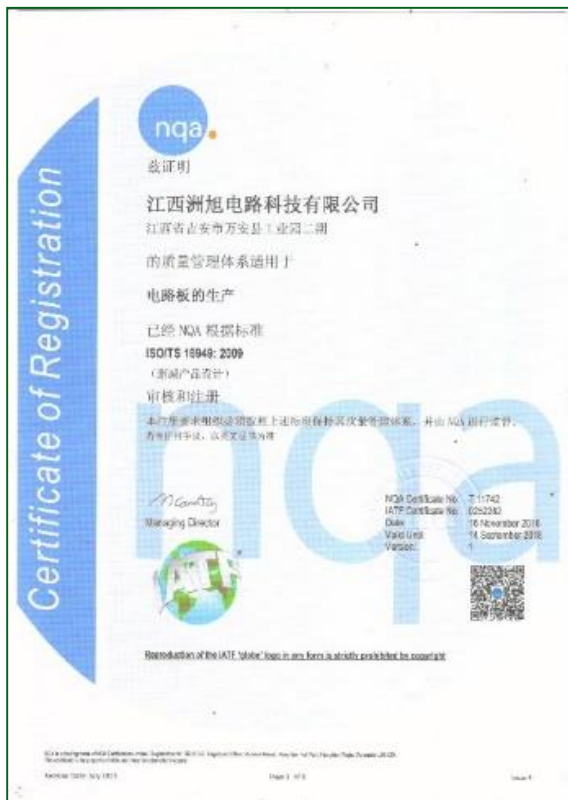 nqa.
Certificate of Registration
兹证明
江西洲旭电路科技有限公司
江西省吉安市万安县工业园二期
的质量管理体系适用于
电路板的生产
已经 NQA 根据标准
ISO/TS 16949: 2009
（删减产品设计）
审核和注册
Managing Director
NQA Certificate No: T 11742
IATF Certificate No: 0252282
Date: 16 November 2016
Valid Until: 14 September 2018
Version: 1
IATF
Reproduction of the IATF 'globe' logo in any form is strictly prohibited by copyright
nqa